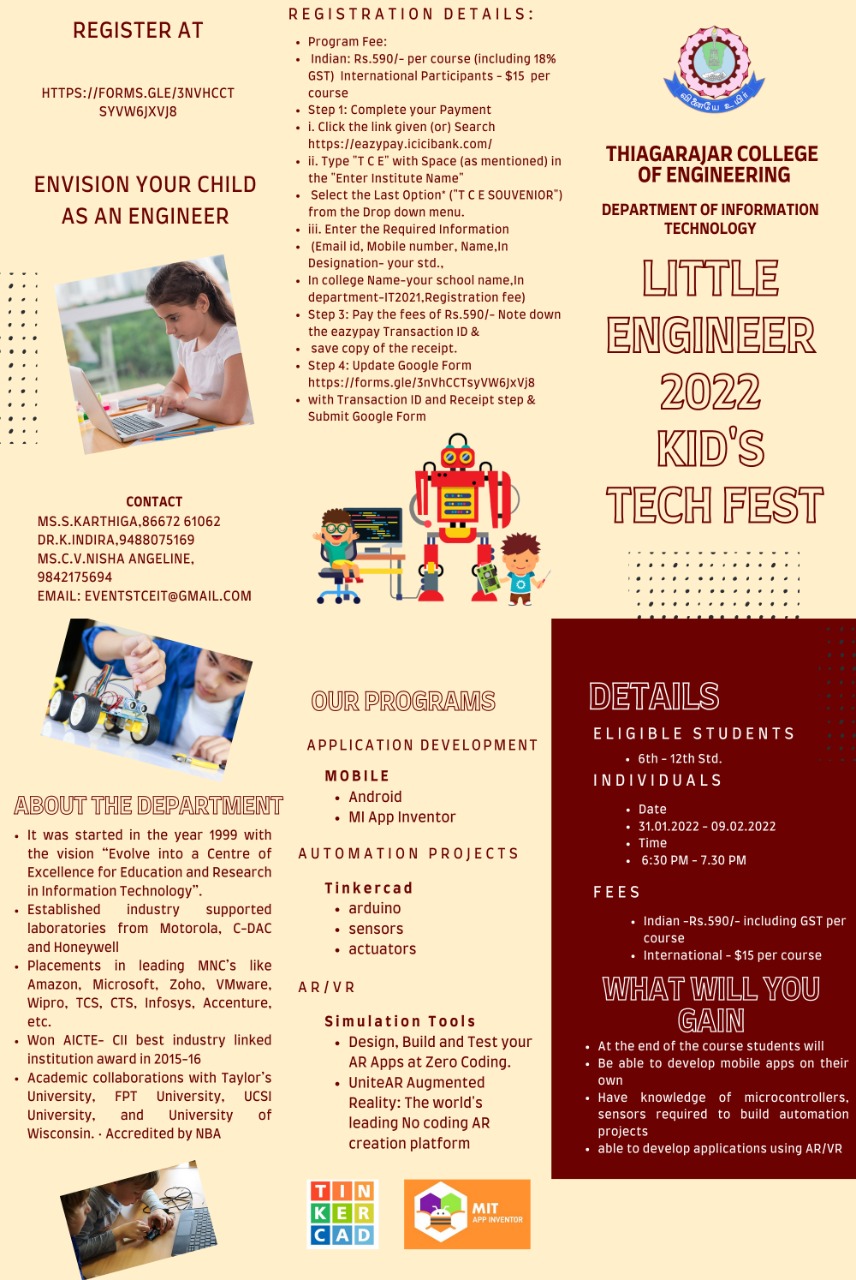 REGISTER AT
HTTPS://FORMS.GLE/3NVHCCT
SYVW6JXVJ8
ENVISION YOUR CHILD
AS AN ENGINEER
CONTACT
MS.S.KARTHIGA,86672 61062
DR.K.INDIRA,9488075169
MS.C.V.NISHA ANGELINE,
9842175694
EMAIL: EVENTSTCEIT@GMAIL.COM
REGISTRATION DETAILS:
• Program Fee:
• Indian: Rs.590/- per course (including 18%
GST) International Participants - $15 per
course
• Step 1: Complete your Payment
• i. Click the link given (or) Search
https://eazypay.icicibank.com/
• ii. Type "T C E" with Space (as mentioned) in
the "Enter Institute Name"
• Select the Last Option* ("T C E SOUVENIOR")
from the Drop down menu.
• iii. Enter the Required Information
• (Email id, Mobile number, Name,In
Designation- your std.,
• In college Name-your school name,In
department-IT2021,Registration fee)
• Step 3: Pay the fees of Rs.590/- Note down
the eazypay Transaction ID &
• save copy of the receipt.
• Step 4: Update Google Form
https://forms.gle/3nVhCCTsyVW6JxVj8
• with Transaction ID and Receipt step &
Submit Google Form
வினையே உயிர்
THIAGARAJAR COLLEGE
OF ENGINEERING
DEPARTMENT OF INFORMATION
TECHNOLOGY
LITTLE
ENGINEER
2022
KID'S
TECH FEST
ABOUT THE DEPARTMENT
• It was started in the year 1999 with
the vision “Evolve into a Centre of
Excellence for Education and Research
in Information Technology”.
• Established industry supported
laboratories from Motorola, C-DAC
and Honeywell
• Placements in leading MNC's like
Amazon, Microsoft, Zoho, VMware,
Wipro, TCS, CTS, Infosys, Accenture,
etc.
• Won AICTE- CII best industry linked
institution award in 2015-16
• Academic collaborations with Taylor's
University, FPT University, UCSI
University, and University of
Wisconsin. · Accredited by NBA
OUR PROGRAMS
APPLICATION DEVELOPMENT
MOBILE
• Android
• MI App Inventor
AUTOMATION PROJECTS
Tinkercad
• arduino
• sensors
• actuators
AR/VR
Simulation Tools
• Design, Build and Test your
AR Apps at Zero Coding.
• UniteAR Augmented
Reality: The world's
leading No coding AR
creation platform
TIN
KER
CAD
MIT
APP INVENTOR
DETAILS
ELIGIBLE STUDENTS
• 6th - 12th Std.
INDIVIDUALS
• Date
• 31.01.2022 - 09.02.2022
• Time
• 6:30 PM - 7.30 PM
FEES
• Indian -Rs.590/- including GST per
course
• International - $15 per course
WHAT WILL YOU
GAIN
• At the end of the course students will
• Be able to develop mobile apps on their
own
• Have knowledge of microcontrollers,
sensors required to build automation
projects
• able to develop applications using AR/VR